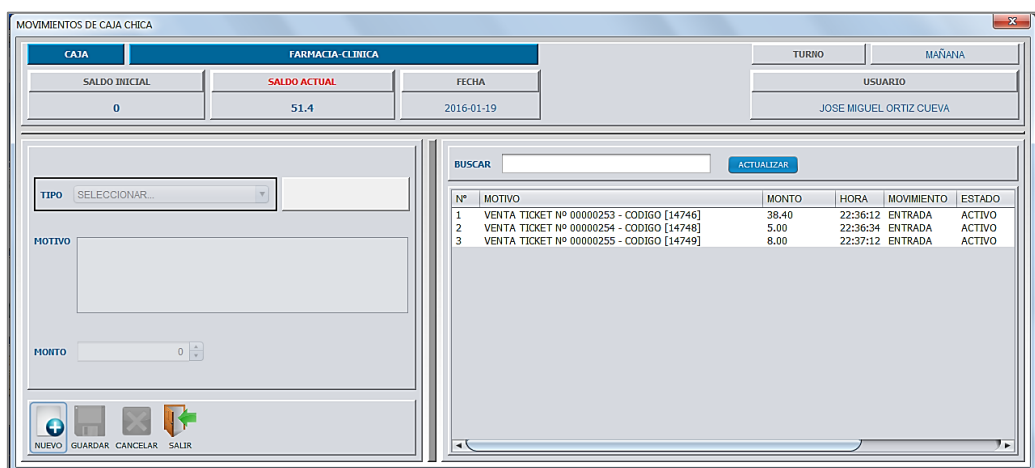 MOVIMIENTOS DE CAJA CHICA
CAJA FARMACIA-CLINICA TURNO MAÑANA
SALDO INICIAL SALDO ACTUAL FECHA USUARIO
0 51.4 2016-01-19 JOSE MIGUEL ORTIZ CUEVA
BUSCAR ACTUALIZAR
TIPO SELECCIONAR...
MOTIVO
MONTO 0
NUEVO GUARDAR CANCELAR SALIR
Nº MOTIVO MONTO HORA MOVIMIENTO ESTADO
1 VENTA TICKET Nº 00000253 - CODIGO [14746] 38.40 22:36:12 ENTRADA ACTIVO
2 VENTA TICKET Nº 00000254 - CODIGO [14748] 5.00 22:36:34 ENTRADA ACTIVO
3 VENTA TICKET Nº 00000255 - CODIGO [14749] 8.00 22:37:12 ENTRADA ACTIVO